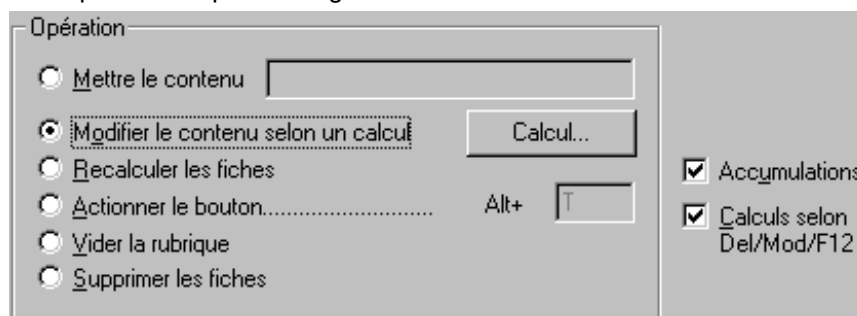 Opération
Mettre le contenu
Modifier le contenu selon un calcul
Calcul...
Recalculer les fiches
Actionner le bouton.........................
Alt+
T
Vider la rubrique
Supprimer les fiches
Accumulations
Calculs selon
Del/Mod/F12